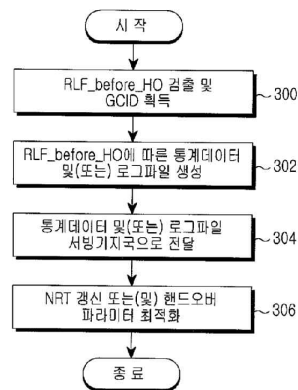 시 작
RLF_before_HO 검출 및
GCID 획득
300
RLF_before_HO에 따른 통계데이터
및(또는) 로그파일 생성
302
통계데이터 및(또는) 로그파일
서빙기지국으로 전달
304
NRT 갱신 또는(및) 핸드오버
파라미터 최적화
306
종 료